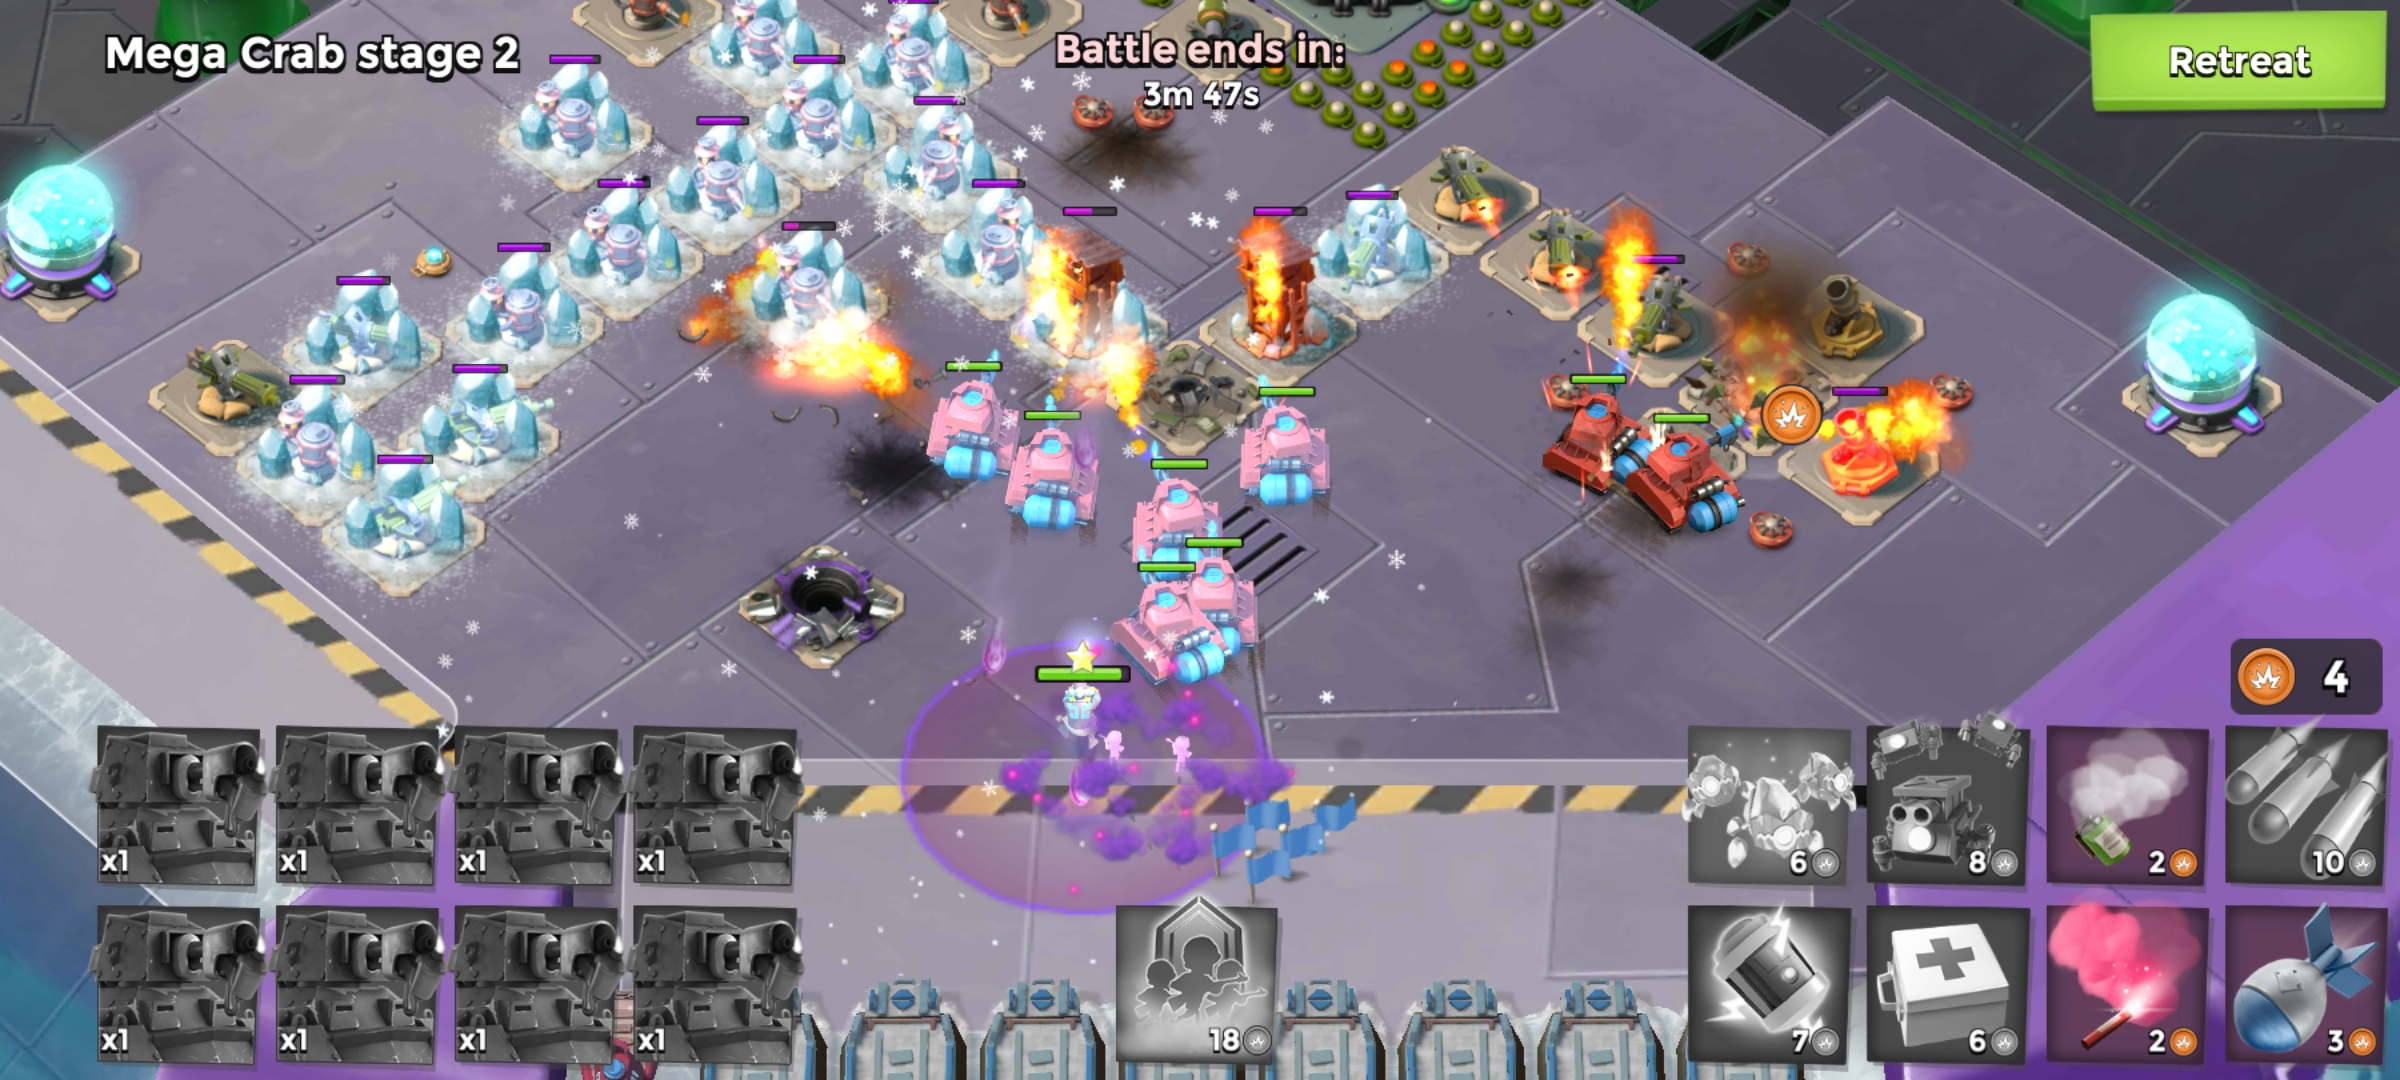 Mega Crab stage 2
Battle ends in:
3m 47s
Retreat
4
x1
x1
x1
x1
6
8
2
10
x1
x1
x1
x1
18
7
6
2
3